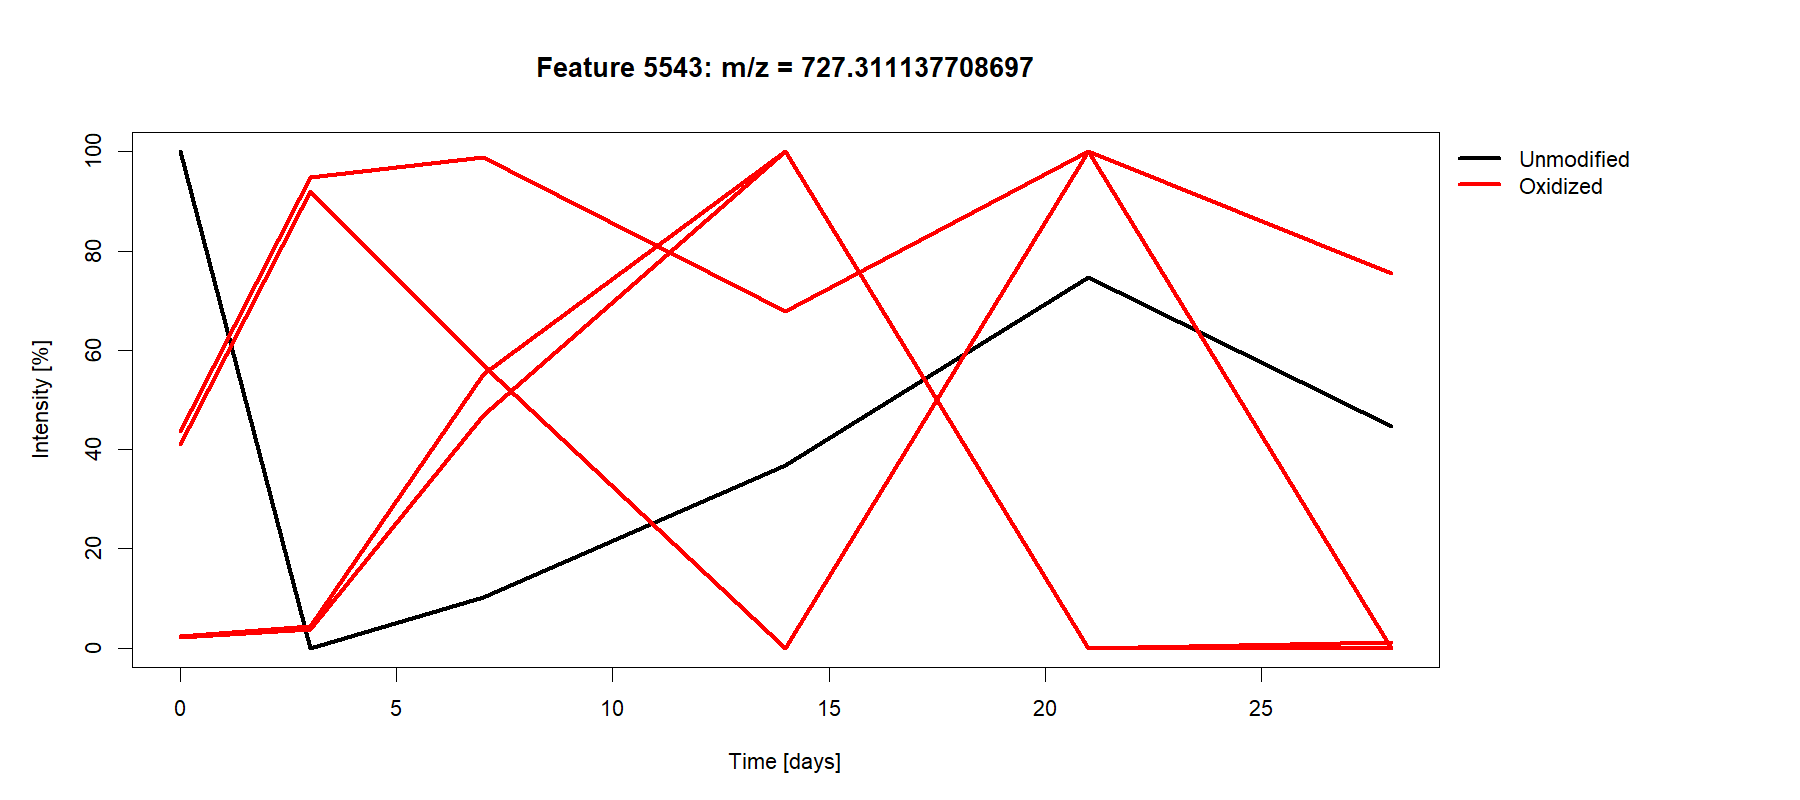 Feature 5543: m/z = 727.311137708697
Unmodified
Oxidized
Intensity [%]
100
80
60
40
20
0
0 5 10 15 20 25
Time [days]